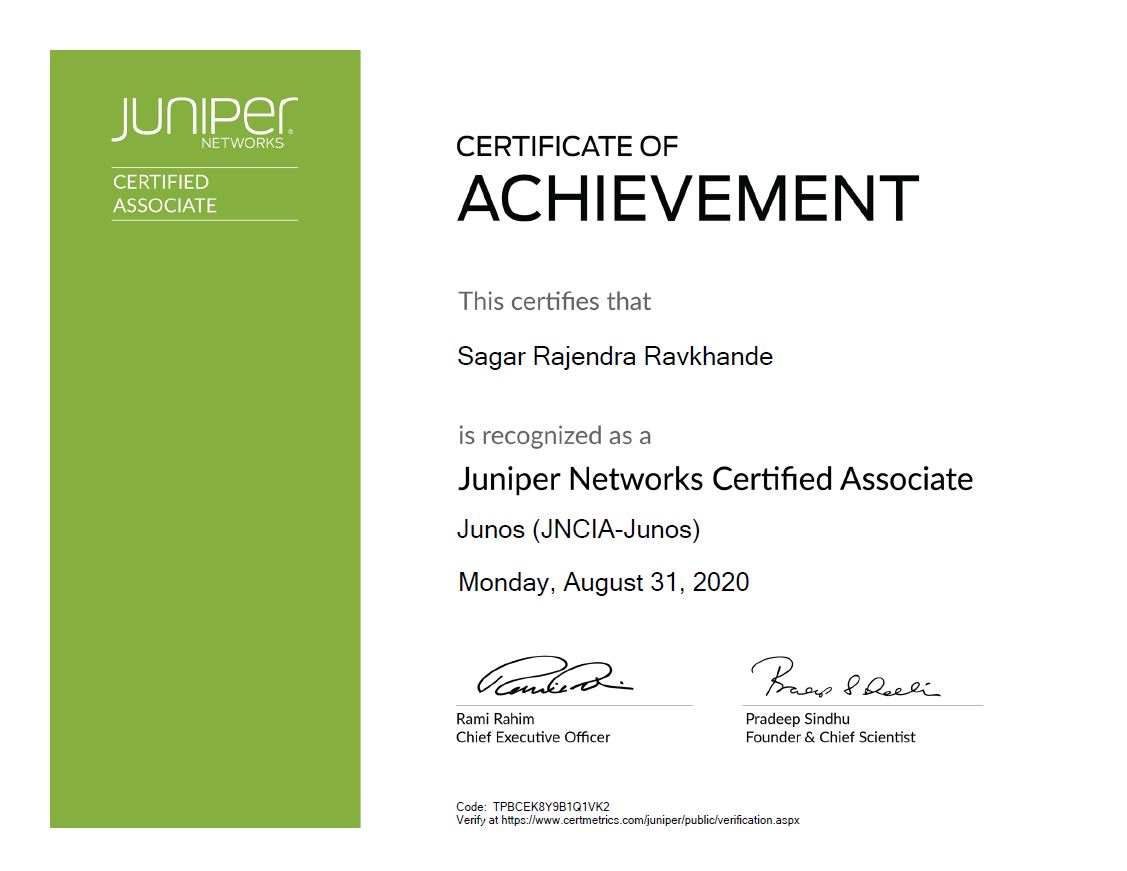 JUNIPEr
NETWORKS
CERTIFIED
ASSOCIATE
CERTIFICATE OF
ACHIEVEMENT
This certifies that
Sagar Rajendra Ravkhande
is recognized as a
Juniper Networks Certified Associate
Junos (JNCIA-Junos)
Monday, August 31, 2020
Rami Rahim
Chief Executive Officer
Pradeep Sindhu
Founder & Chief Scientist
Code: TPBCEK8Y9B1Q1VK2
Verify at https://www.certmetrics.com/juniper/public/verification.aspx